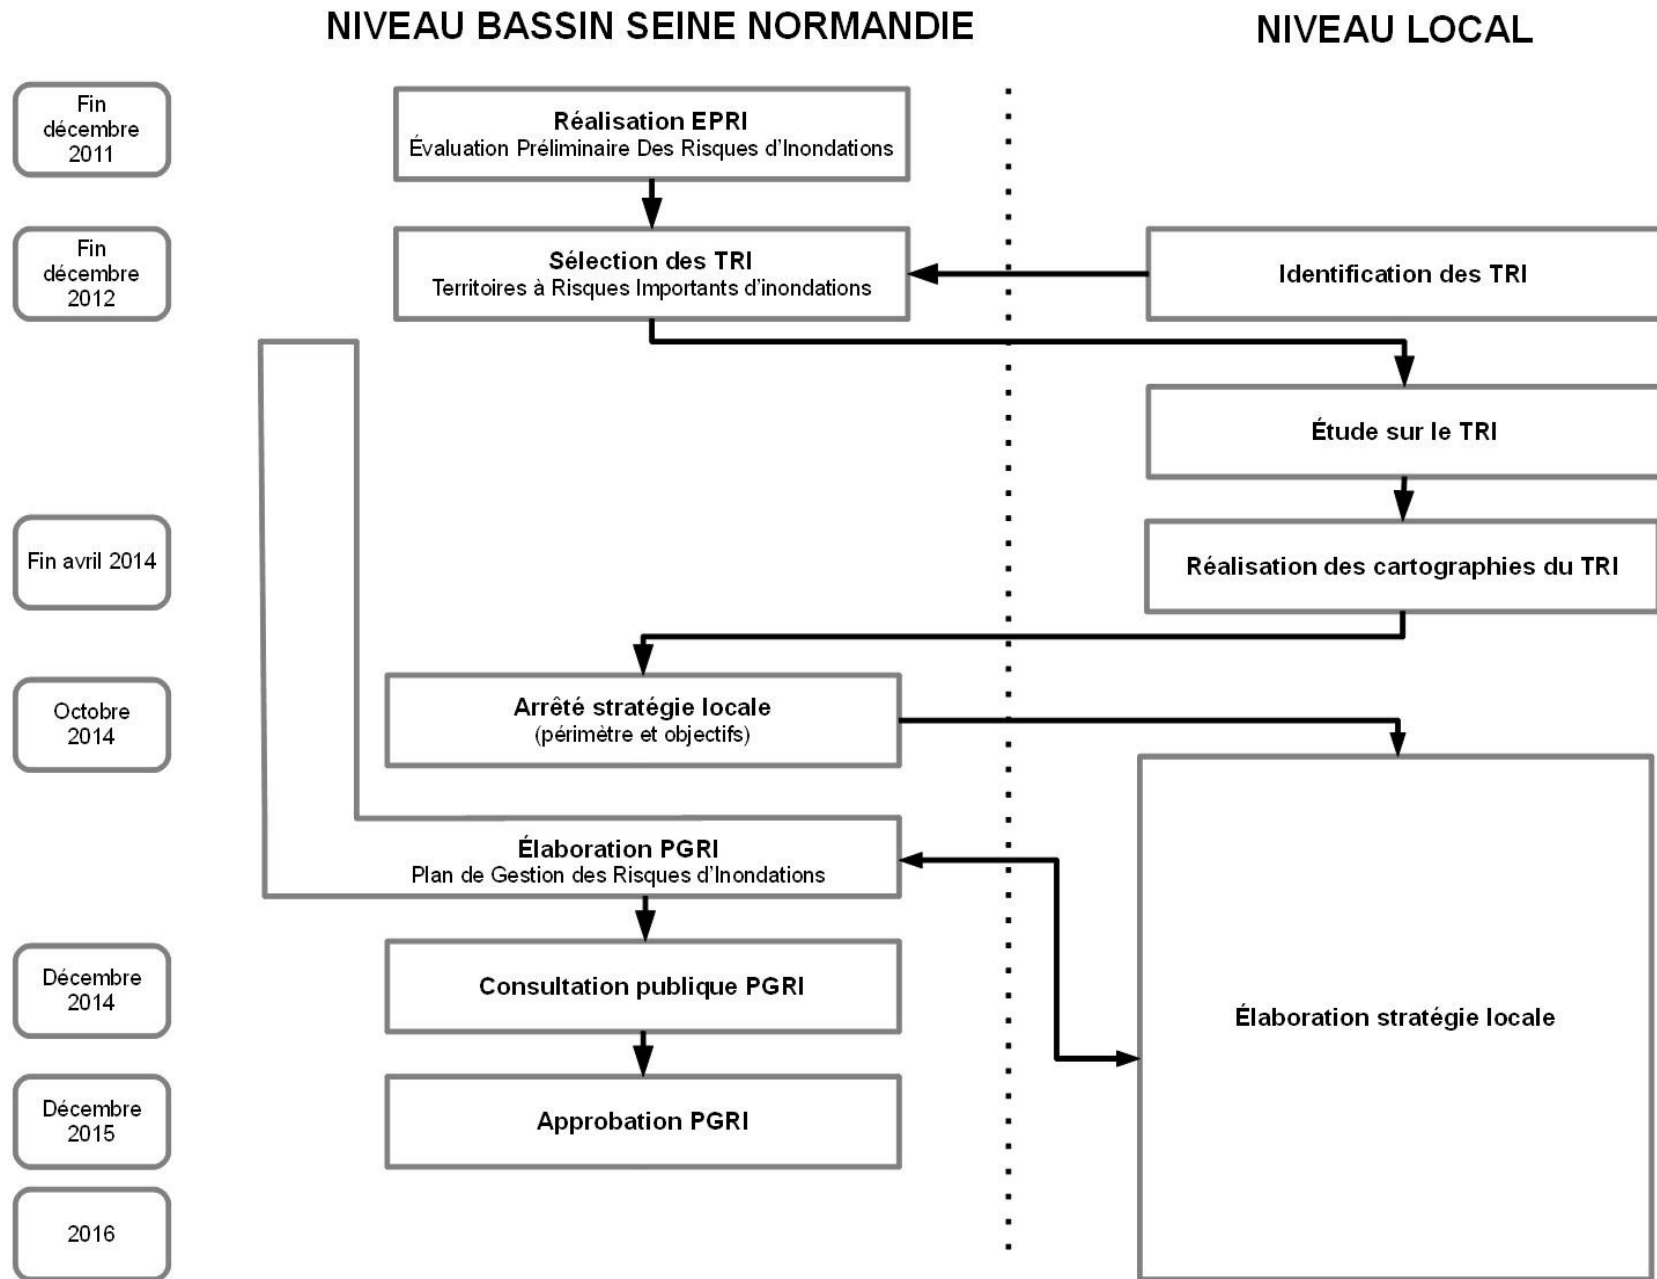 NIVEAU BASSIN SEINE NORMANDIE
NIVEAU LOCAL
Fin
décembre
2011
Réalisation EPRI
Évaluation Préliminaire Des Risques d'Inondations
Fin
décembre
2012
Sélection des TRI
Territoires à Risques Importants d'inondations
Identification des TRI
Étude sur le TRI
Fin avril 2014
Réalisation des cartographies du TRI
Octobre
2014
Arrêté stratégie locale
(périmètre et objectifs)
Élaboration PGRI
Plan de Gestion des Risques d'Inondations
Décembre
2014
Consultation publique PGRI
Élaboration stratégie locale
Décembre
2015
Approbation PGRI
2016